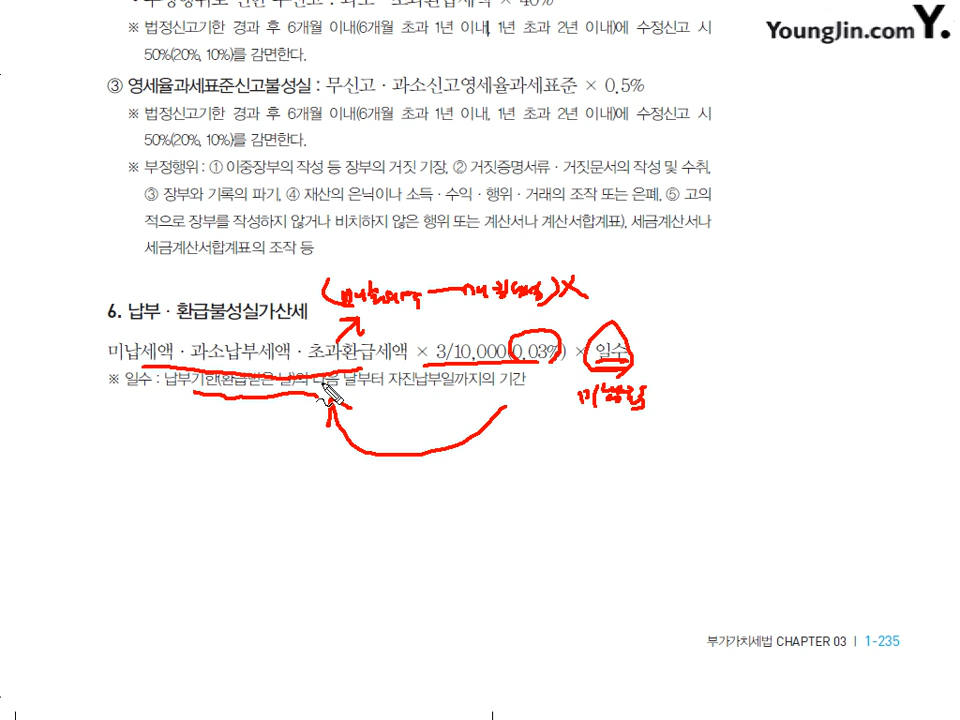 YoungJin.com Y.
※ 법정신고기한 경과 후 6개월 이내(6개월 초과 1년 이내, 1년 초과 2년 이내)에 수정신고 시
50%(20%, 10%)를 감면한다.
③ 영세율과세표준신고불성실 : 무신고 · 과소신고영세율과세표준 × 0.5%
※ 법정신고기한 경과 후 6개월 이내(6개월 초과 1년 이내, 1년 초과 2년 이내)에 수정신고 시
50%(20%, 10%)를 감면한다.
※ 부정행위 : ① 이중장부의 작성 등 장부의 거짓 기장, ② 거짓증명서류 · 거짓문서의 작성 및 수취,
③ 장부와 기록의 파기, ④ 재산의 은닉이나 소득 · 수익 · 행위 · 거래의 조작 또는 은폐, ⑤ 고의
적으로 장부를 작성하지 않거나 비치하지 않은 행위 또는 계산서나 계산서합계표), 세금계산서나
세금계산서합계표의 조작 등
6. 납부 · 환급불성실가산세
미납세액 · 과소납부세액 · 초과환급세액 × 3/10,000(0.03%) × 일수
※ 일수 : 납부기한(환급받은 날)의 다음 날부터 자진납부일까지의 기간
부가가치세법 CHAPTER 03 | 1-235